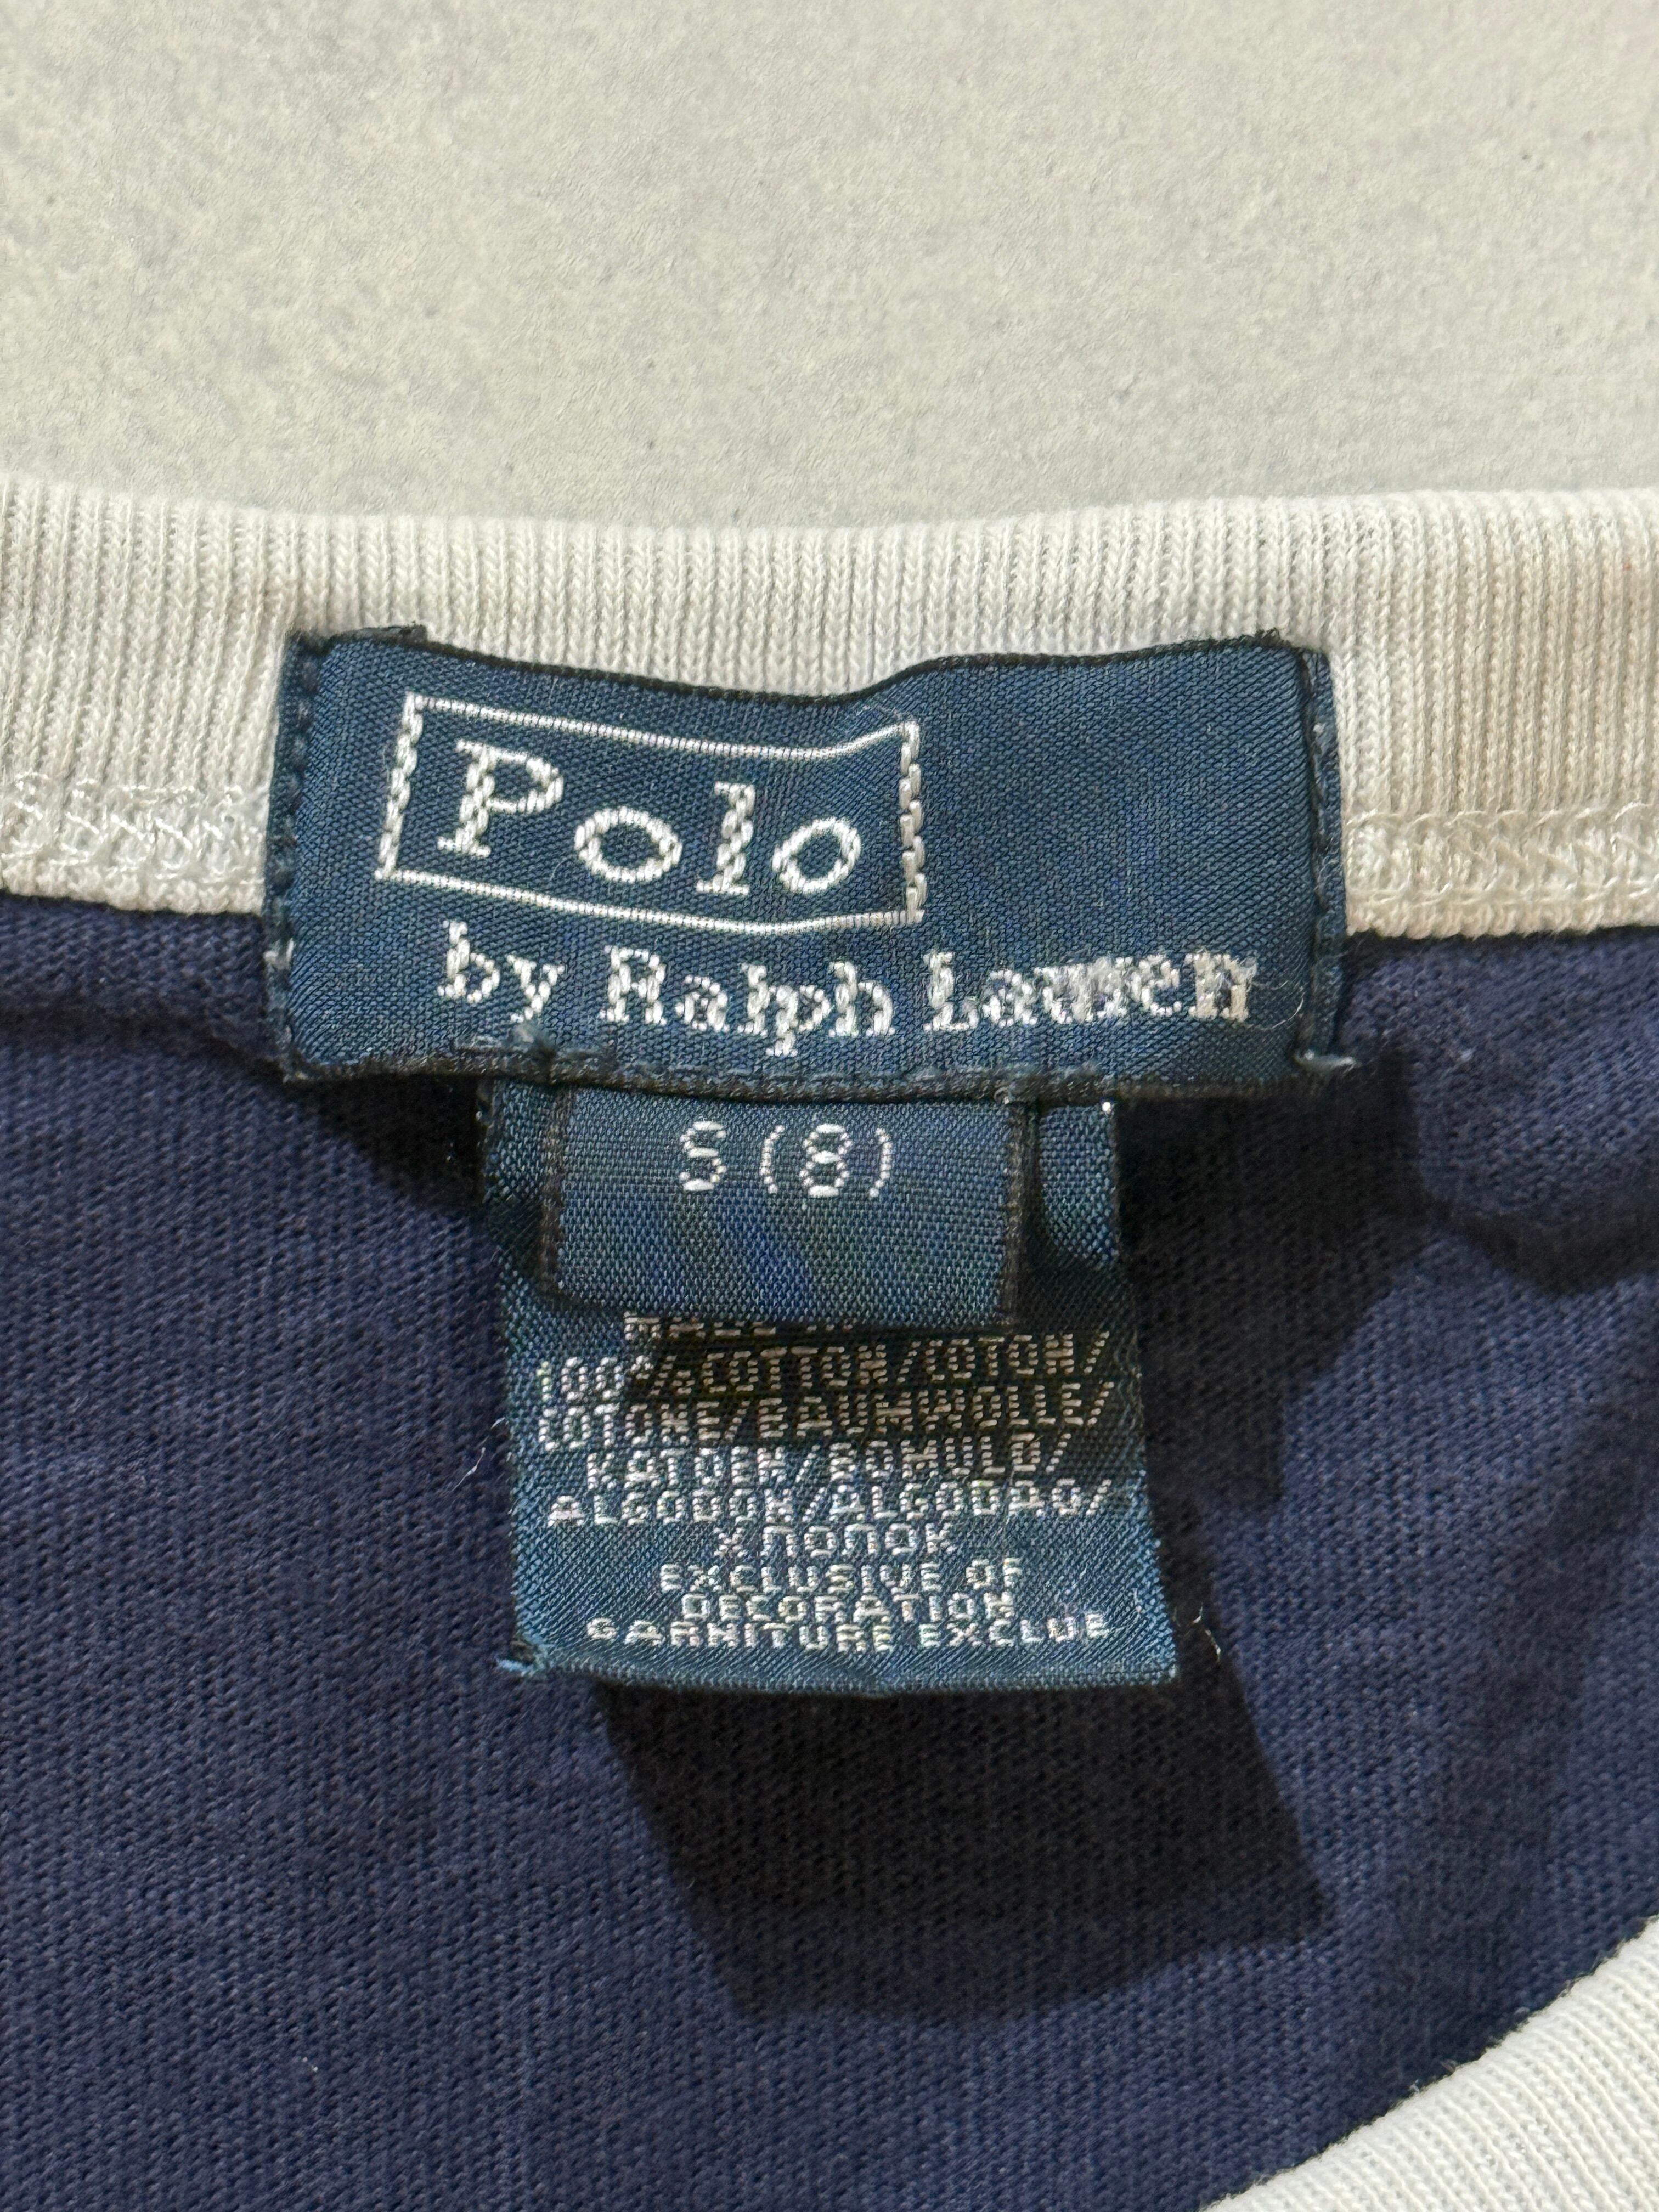 Polo
by Ralph Lauren
S (8)
100% COTTON/COTON/
COTONE/BAUMWOLLE/
KATOEN/BOMULD/
ALGODON/ALGODAO/
ХЛОПОК
EXCLUSIVE OF
DECORATION
GARNITURE EXCLUE